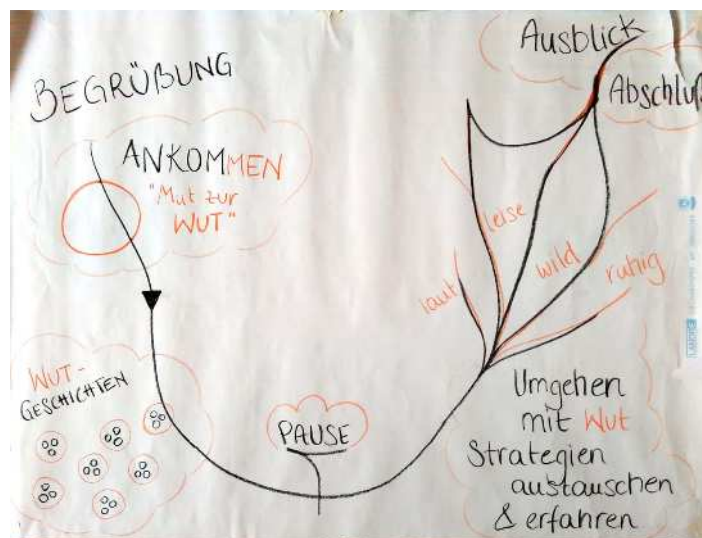 BEGRÜßUNG
ANKOMMEN
"Mut zur
WUT"
WUT-
GESCHICHTEN
PAUSE
laut
leise
wild
ruhig
Umgehen
mit Wut
Strategien
austauschen
& erfahren
Ausblick
Abschluß